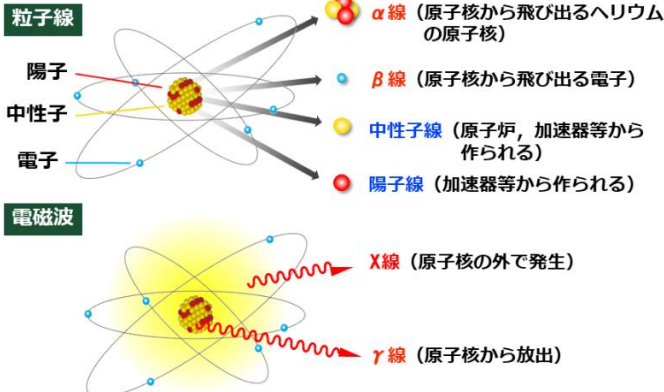 粒子線
α線（原子核から飛び出るヘリウム
の原子核）
陽子
β線（原子核から飛び出る電子）
中性子
中性子線（原子炉，加速器等から
作られる）
電子
陽子線（加速器等から作られる）
電磁波
X線（原子核の外で発生）
γ線（原子核から放出）